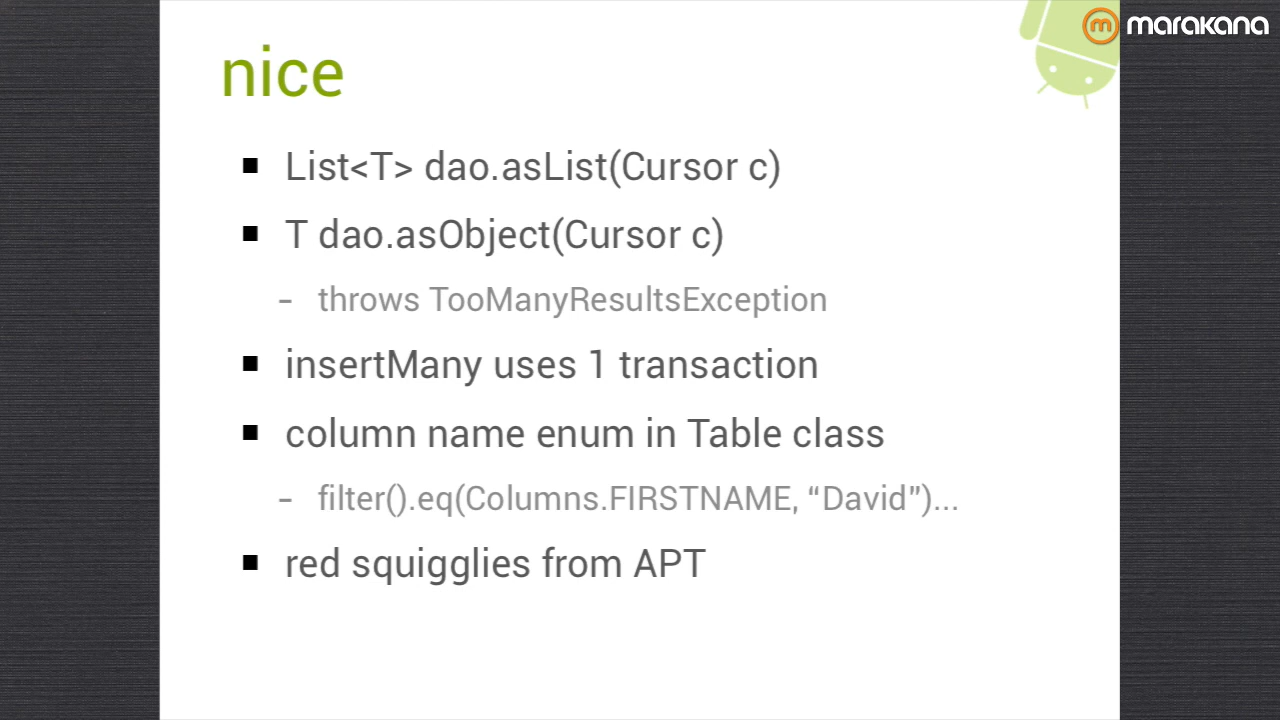 marakana
nice
List<T> dao.asList(Cursor c)
T dao.asObject(Cursor c)
– throws TooManyResultsException
insertMany uses 1 transaction
column name enum in Table class
– filter().eq(Columns.FIRSTNAME, “David”)...
red squigglies from APT